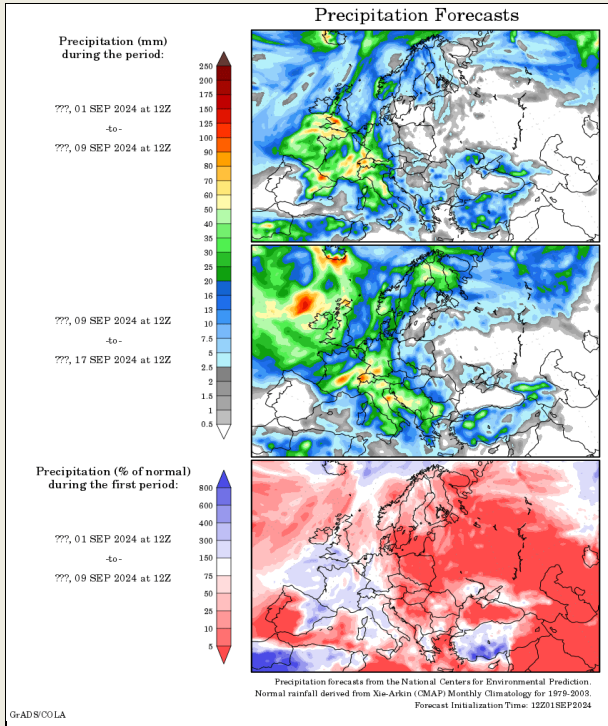 Precipitation Forecasts
Precipitation (mm)
during the period:
???, 01 SEP 2024 at 12Z
-to-
???, 09 SEP 2024 at 12Z
250
200
175
150
125
100
90
80
70
60
50
40
35
30
25
20
16
13
10
7.5
5
2.5
2
1.5
1
0.5
???, 09 SEP 2024 at 12Z
-to-
???, 17 SEP 2024 at 12Z
Precipitation (% of normal)
during the first period:
???, 01 SEP 2024 at 12Z
-to-
???, 09 SEP 2024 at 12Z
800
600
400
300
150
75
50
25
10
5
Precipitation forecasts from the National Centers for Environmental Prediction.
Normal rainfall derived from Xie-Arkin (CMAP) Monthly Climatology for 1979-2003.
Forecast Initialization Time: 12Z01SEP2024
GrADS/COLA